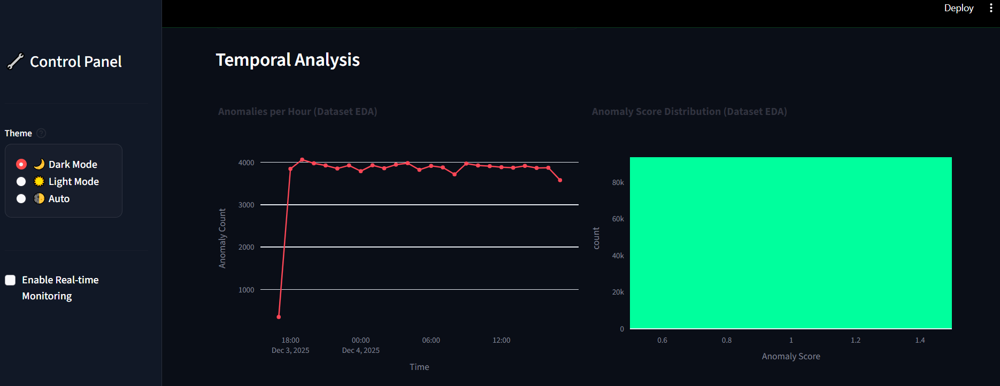 Deploy
Control Panel
Theme
Dark Mode
Light Mode
Auto
Enable Real-time
Monitoring
Temporal Analysis
Anomalies per Hour (Dataset EDA)
Anomaly Count
4000
3000
2000
1000
18:00
Dec 3, 2025
00:00
Dec 4, 2025
06:00
12:00
Time
Anomaly Score Distribution (Dataset EDA)
count
80k
60k
40k
20k
0
0.6
0.8
1
1.2
1.4
Anomaly Score